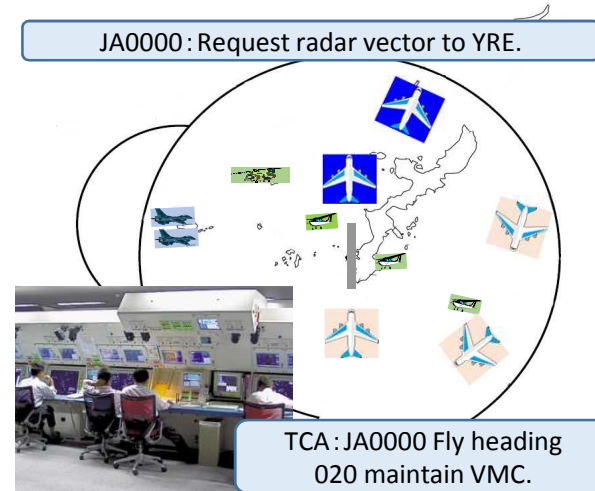 JA0000：Request radar vector to YRE.
TCA：JA0000 Fly heading
020 maintain VMC.